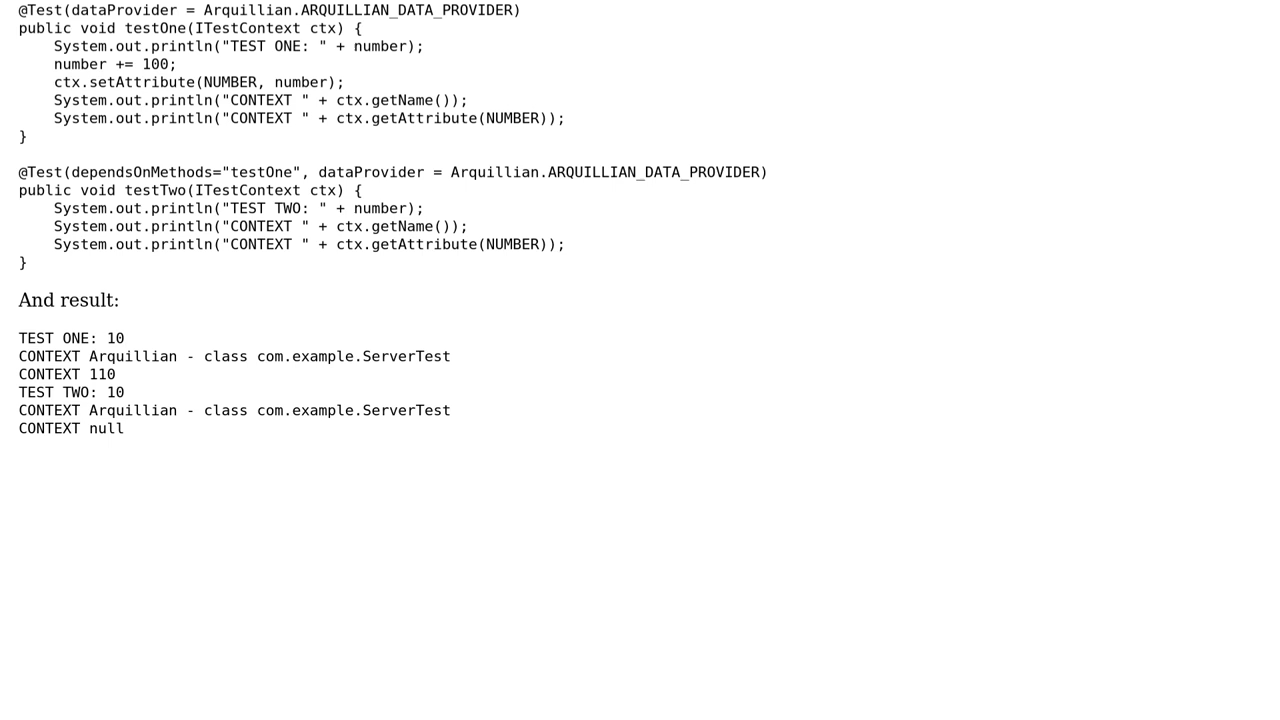 @Test(dataProvider = Arquillian.ARQUILLIAN_DATA_PROVIDER)
public void testOne(ITestContext ctx) {
    System.out.println("TEST ONE: " + number);
    number += 100;
    ctx.setAttribute(NUMBER, number);
    System.out.println("CONTEXT " + ctx.getName());
    System.out.println("CONTEXT " + ctx.getAttribute(NUMBER));
}

@Test(dependsOnMethods="testOne", dataProvider = Arquillian.ARQUILLIAN_DATA_PROVIDER)
public void testTwo(ITestContext ctx) {
    System.out.println("TEST TWO: " + number);
    System.out.println("CONTEXT " + ctx.getName());
    System.out.println("CONTEXT " + ctx.getAttribute(NUMBER));
}

And result:

TEST ONE: 10
CONTEXT Arquillian - class com.example.ServerTest
CONTEXT 110
TEST TWO: 10
CONTEXT Arquillian - class com.example.ServerTest
CONTEXT null